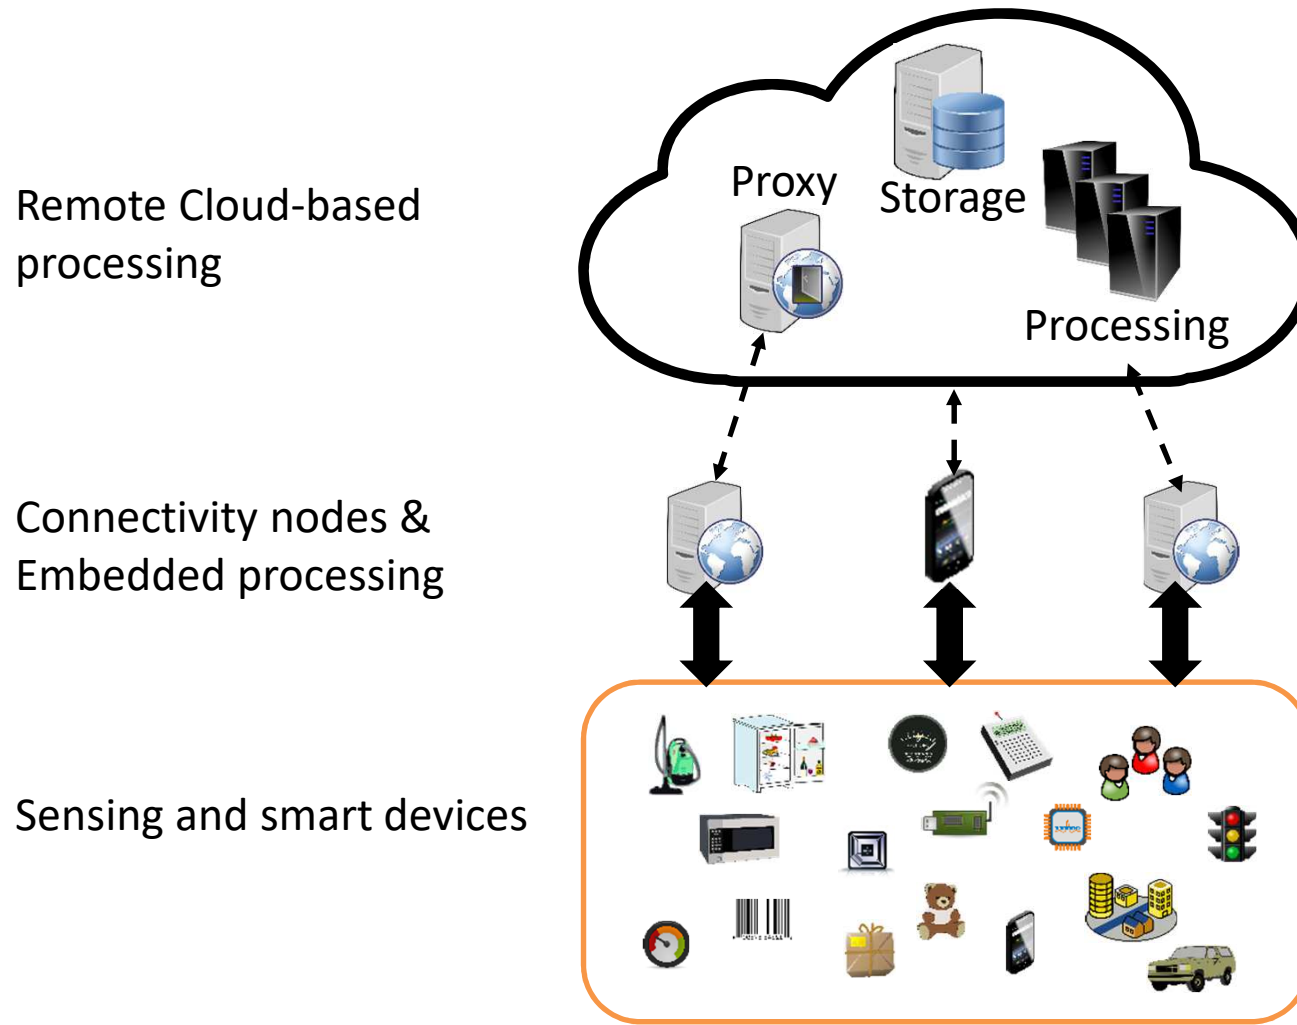 Remote Cloud-based
processing
Proxy
Storage
Processing
Connectivity nodes &
Embedded processing
Sensing and smart devices